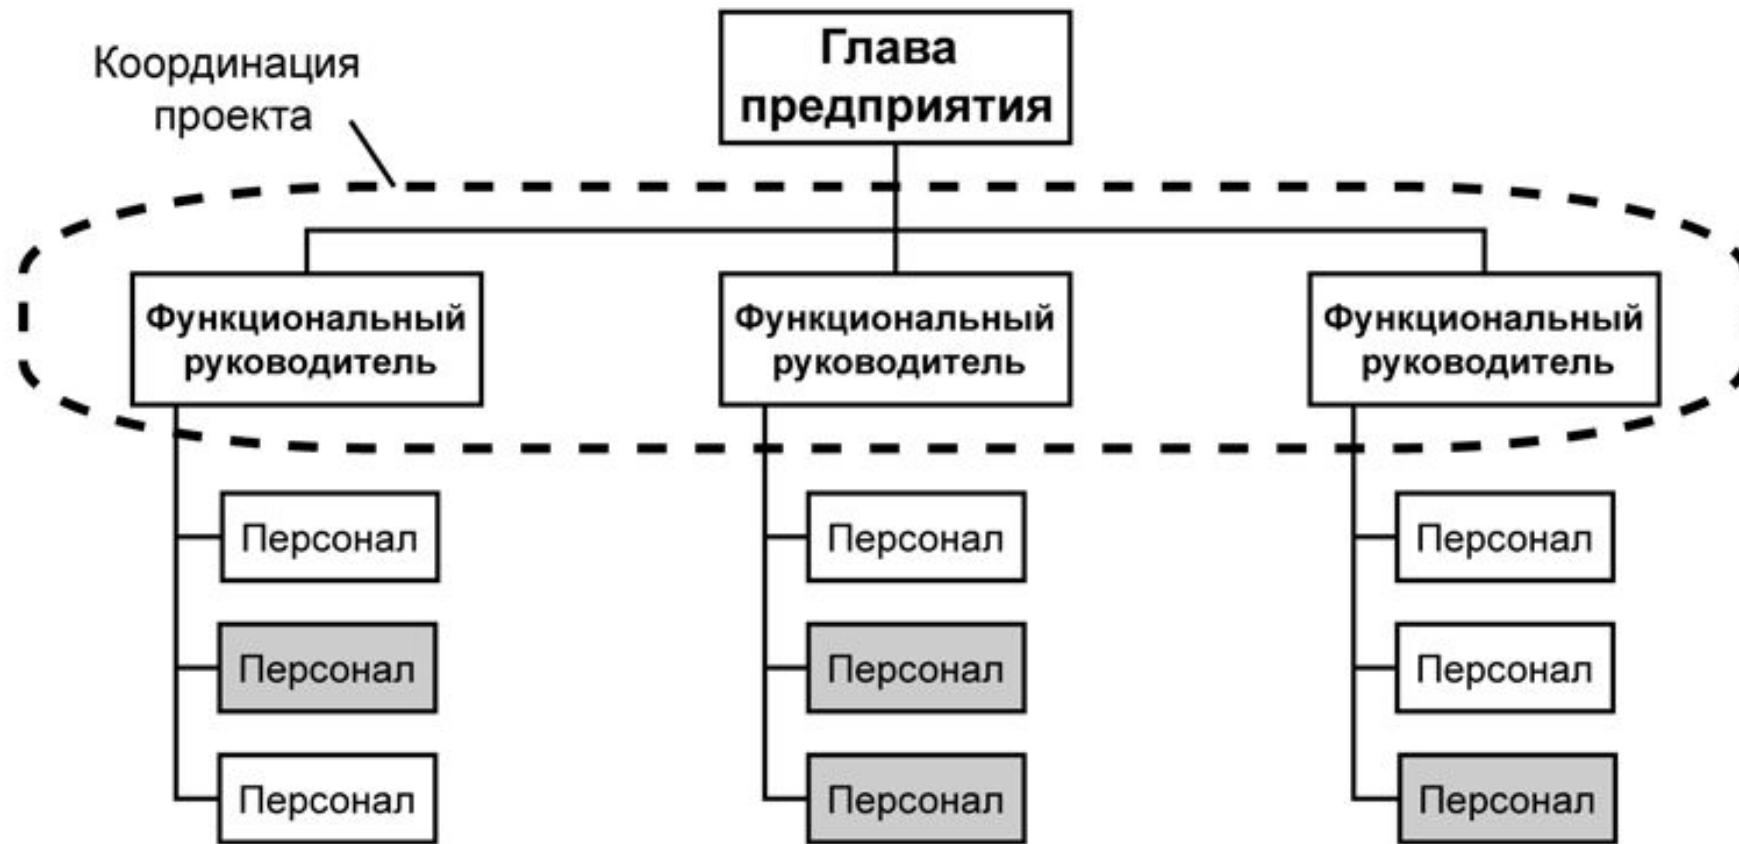 Координация
проекта
Глава
предприятия
Функциональный
руководитель
Функциональный
руководитель
Функциональный
руководитель
Персонал
Персонал
Персонал
Персонал
Персонал
Персонал
Персонал
Персонал
Персонал